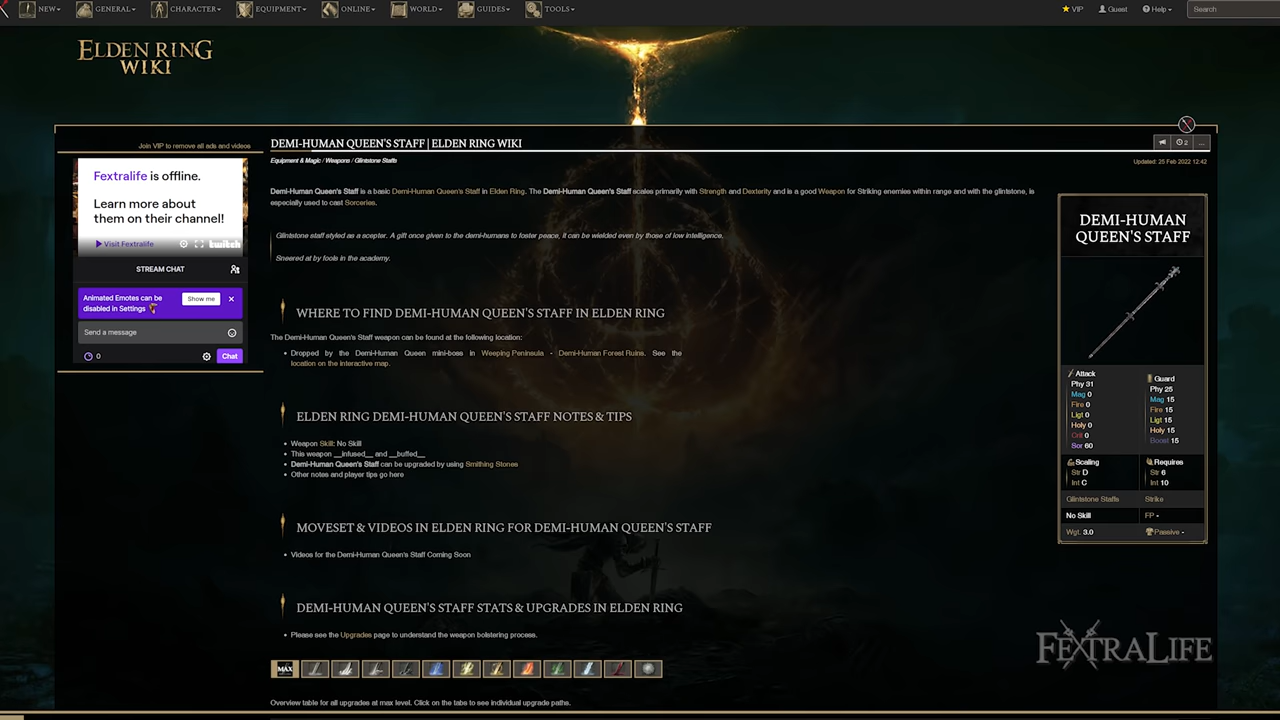 NEW GENERAL CHARACTER EQUIPMENT ONLINE WORLD GUIDES TOOLS VIP Guest Help Search
ELDEN RING
WIKI
Join VIP to remove all ads and videos
Fextralife is offline.
Learn more about
them on their channel!
Visit Fextralife twitch
STREAM CHAT
Animated Emotes can be
disabled in Settings
Show me
Send a message
0 Chat
DEMI-HUMAN QUEEN'S STAFF | ELDEN RING WIKI
2 ...
Equipment & Magic / Weapons / Glintstone Staffs
Updated: 25 Feb 2022 12:42
Demi-Human Queen's Staff is a basic Demi-Human Queen's Staff in Elden Ring. The Demi-Human Queen's Staff scales primarily with Strength and Dexterity and is a good Weapon for Striking enemies within range and with the glintstone, is
especially used to cast Sorceries.
Glintstone staff styled as a scepter. A gift once given to the demi-humans to foster peace, it can be wielded even by those of low intelligence.
Sneered at by fools in the academy.
WHERE TO FIND DEMI-HUMAN QUEEN'S STAFF IN ELDEN RING
The Demi-Human Queen's Staff weapon can be found at the following location:
Dropped by the Demi-Human Queen mini-boss in Weeping Peninsula - Demi-Human Forest Ruins. See the
location on the interactive map.
ELDEN RING DEMI-HUMAN QUEEN'S STAFF NOTES & TIPS
Weapon Skill: No Skill
This weapon __infused__ and __buffed__
Demi-Human Queen's Staff can be upgraded by using Smithing Stones
Other notes and player tips go here
MOVESET & VIDEOS IN ELDEN RING FOR DEMI-HUMAN QUEEN'S STAFF
Videos for the Demi-Human Queen's Staff Coming Soon
DEMI-HUMAN QUEEN'S STAFF STATS & UPGRADES IN ELDEN RING
Please see the Upgrades page to understand the weapon bolstering process.
MAX
Overview table for all upgrades at max level. Click on the tabs to see individual upgrade paths.
DEMI-HUMAN
QUEEN'S STAFF
Attack
Phy 31
Mag 0
Fire 0
Ligt 0
Holy 0
Crit 0
Sor 60
Guard
Phy 25
Mag 15
Fire 15
Ligt 15
Holy 15
Boost 15
Scaling
Str D
Int C
Requires
Str 6
Int 10
Glintstone Staffs Strike
No Skill FP -
Wgt. 3.0 Passive -
FEXTRALIFE